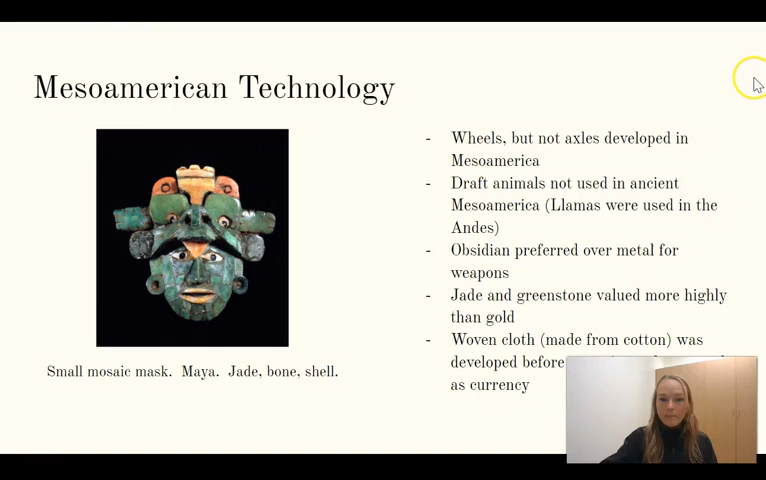 Mesoamerican Technology
- Wheels, but not axles developed in
Mesoamerica
- Draft animals not used in ancient
Mesoamerica (Llamas were used in the
Andes)
- Obsidian preferred over metal for
weapons
- Jade and greenstone valued more highly
than gold
- Woven cloth (made from cotton) was
developed before
as currency
Small mosaic mask. Maya. Jade, bone, shell.